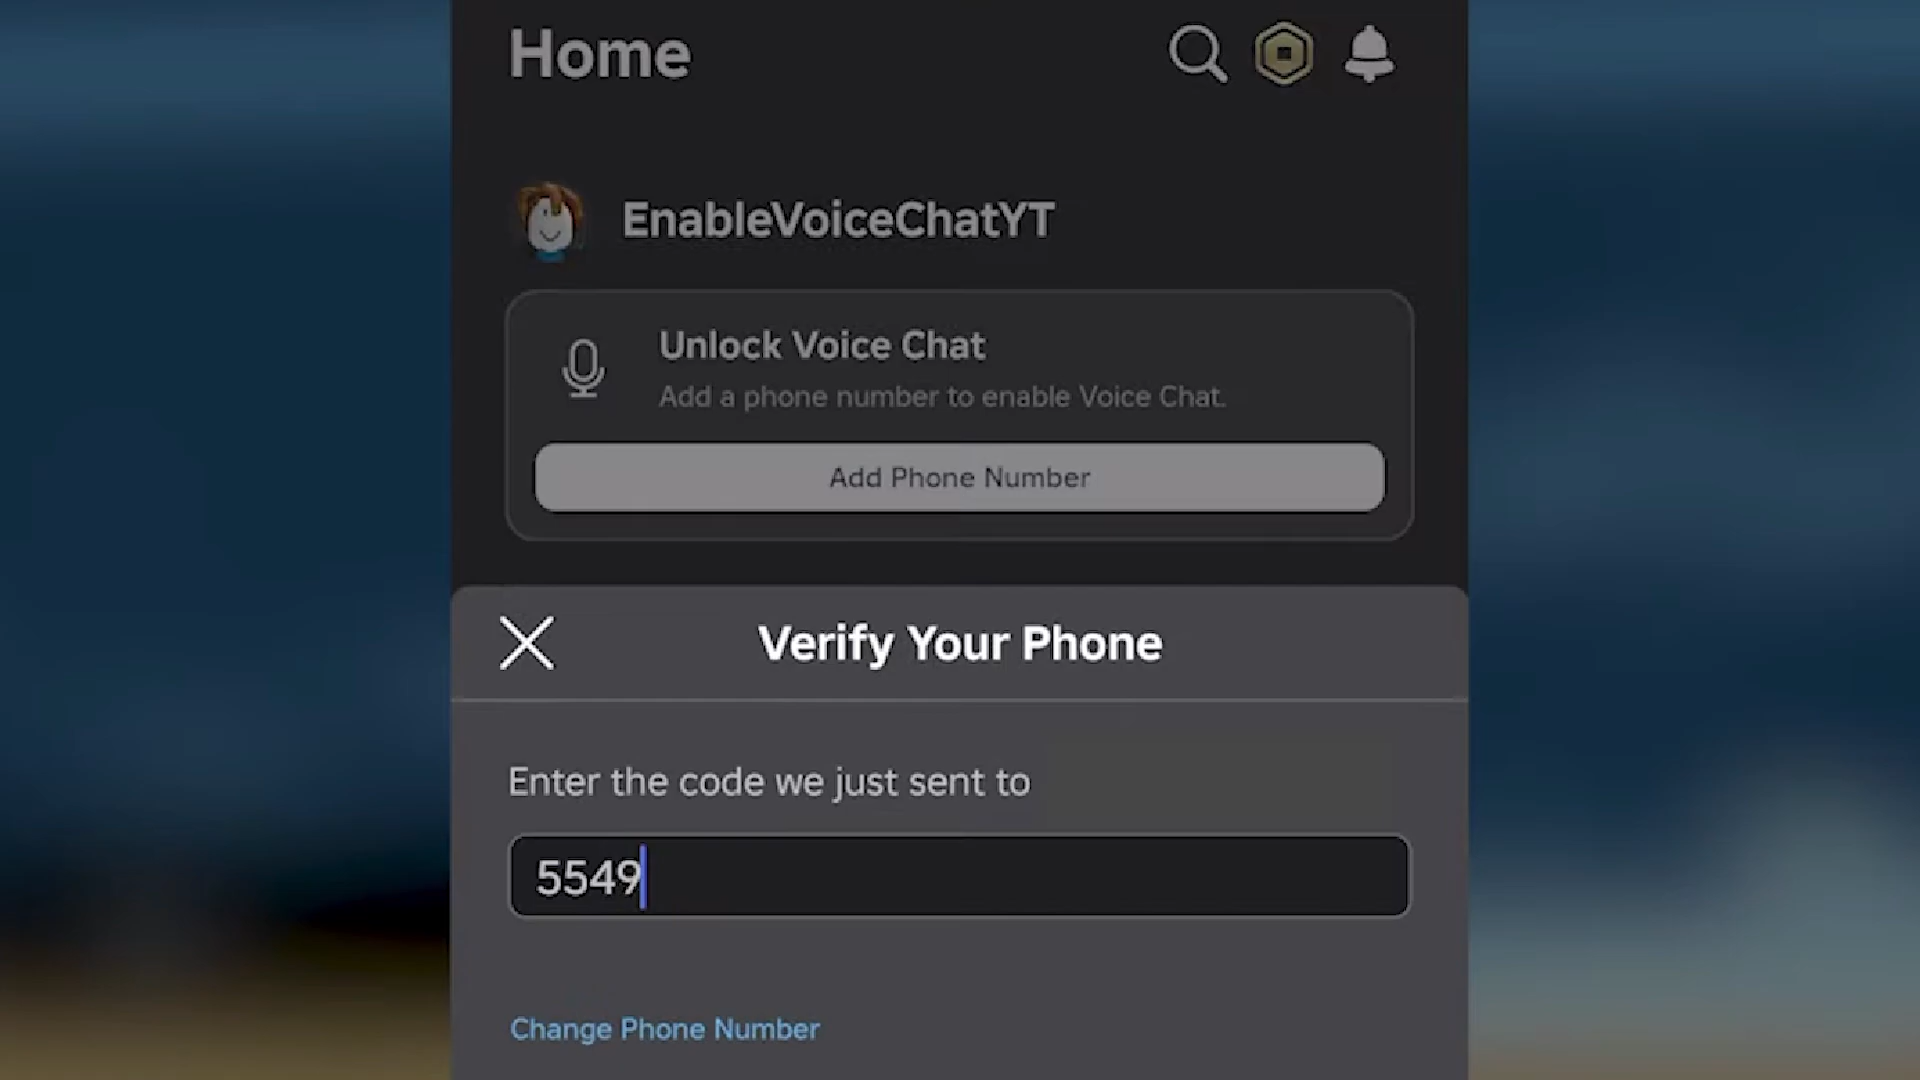 Home
EnableVoiceChatYT
Unlock Voice Chat
Add a phone number to enable Voice Chat.
Add Phone Number
Verify Your Phone
Enter the code we just sent to
5549
Change Phone Number